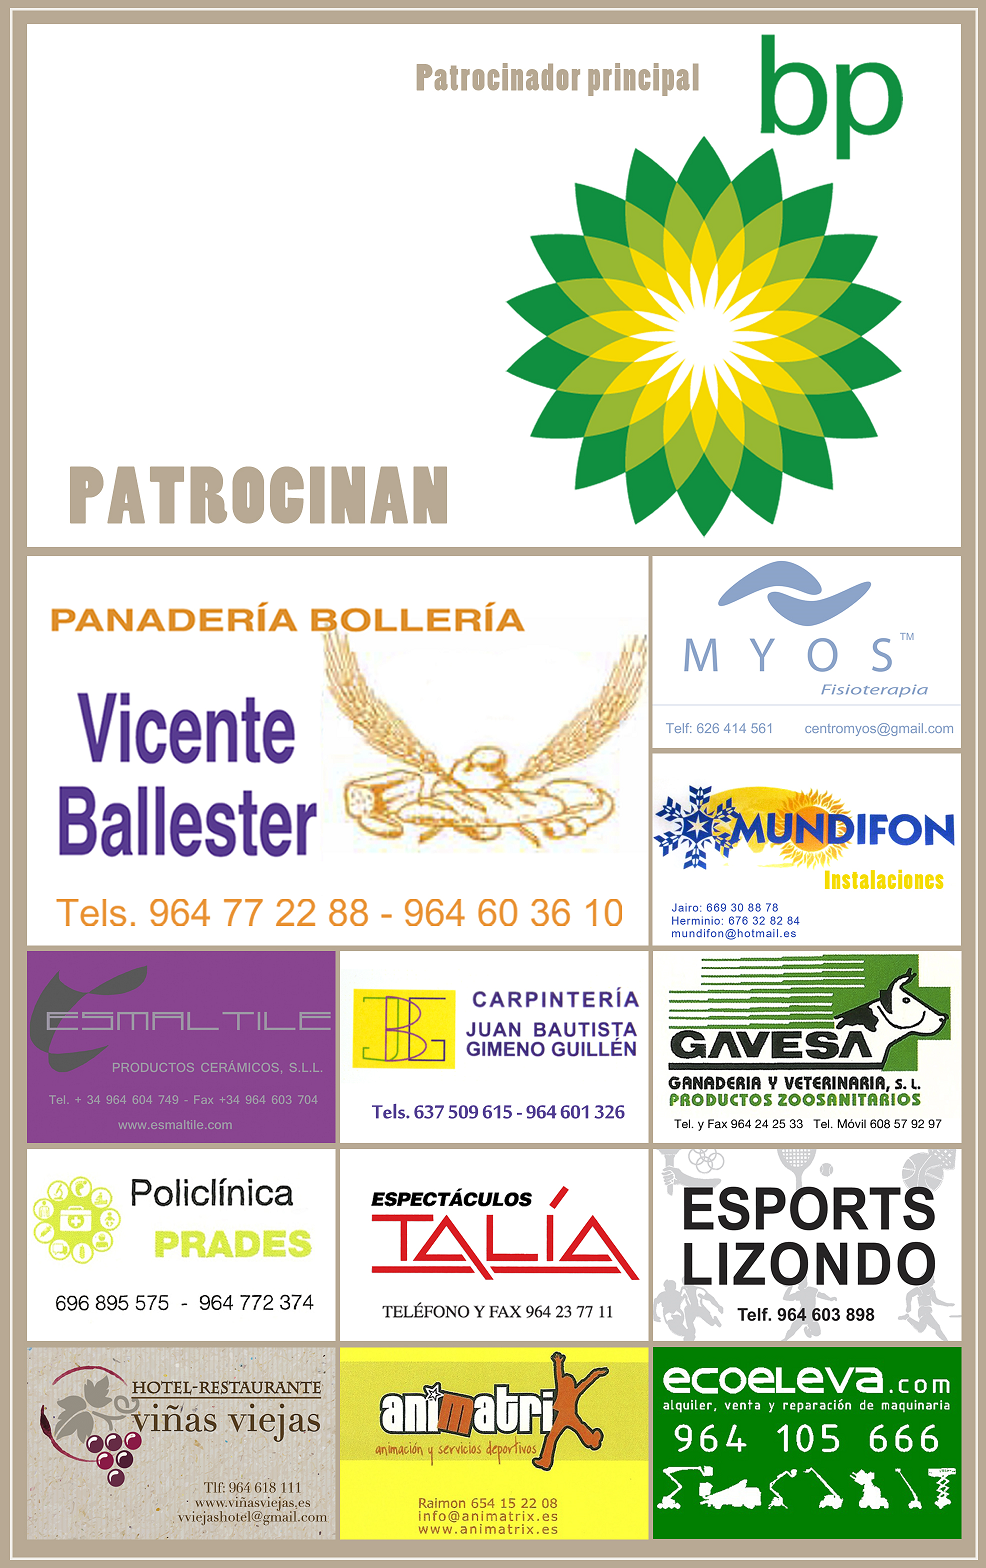 Patrocinador principal
bp
PATROCINAN
PANADERÍA BOLLERÍA
Vicente
Ballester
Tels. 964 77 22 88 - 964 60 36 10
MYOS™
Fisioterapia
Telf: 626 414 561 centromyos@gmail.com
MUNDIFON
Instalaciones
Jairo: 669 30 88 78
Herminio: 676 32 82 84
mundifon@hotmail.es
ESMALTILE
PRODUCTOS CERÁMICOS, S.L.L.
Tel. + 34 964 604 749 - Fax +34 964 603 704
www.esmaltile.com
JBG
CARPINTERÍA
JUAN BAUTISTA
GIMENO GUILLÉN
Tels. 637 509 615 - 964 601 326
GAVESA
GANADERIA Y VETERINARIA, S. L.
PRODUCTOS ZOOSANITARIOS
Tel. y Fax 964 24 25 33 Tel. Móvil 608 57 92 97
Policlínica
PRADES
696 895 575 - 964 772 374
ESPECTÁCULOS
TALÍA
TELÉFONO Y FAX 964 23 77 11
ESPORTS
LIZONDO
Telf. 964 603 898
HOTEL-RESTAURANTE
viñas viejas
Tlf: 964 618 111
www.viñasviejas.es
vviejashotel@gmail.com
animatrix
animación y servicios deportivos
Raimon 654 15 22 08
info@animatrix.es
www.animatrix.es
ecoeleva.com
alquiler, venta y reparación de maquinaria
964 105 666